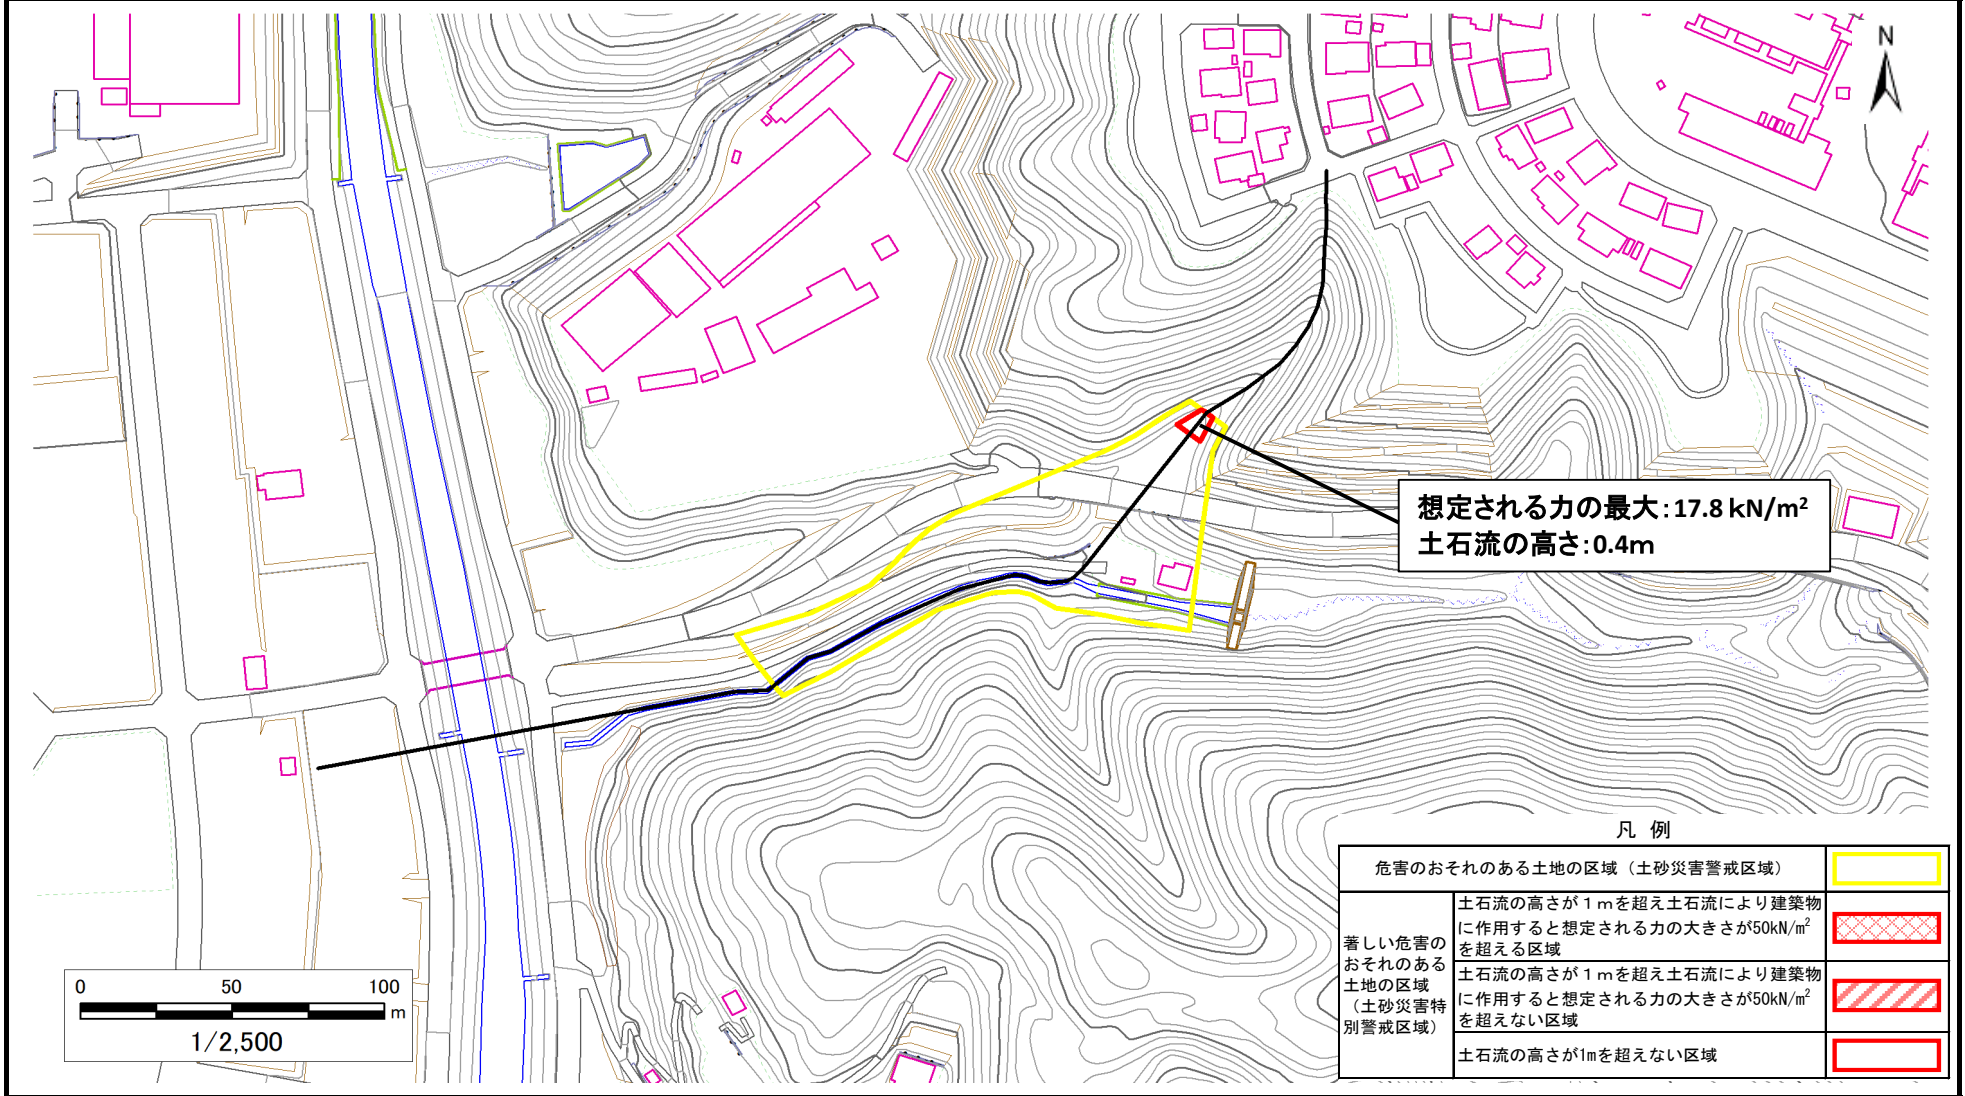 N
想定される力の最大:17.8 kN/m²
土石流の高さ:0.4m
凡 例
危害のおそれのある土地の区域（土砂災害警戒区域）
著しい危害の
おそれのある
土地の区域
（土砂災害特
別警戒区域）
土石流の高さが１ｍを超え土石流により建築物
に作用すると想定される力の大きさが50kN/㎡
を超える区域
土石流の高さが１ｍを超え土石流により建築物
に作用すると想定される力の大きさが50kN/㎡
を超えない区域
土石流の高さが1mを超えない区域
0 50 100
m
1/2,500